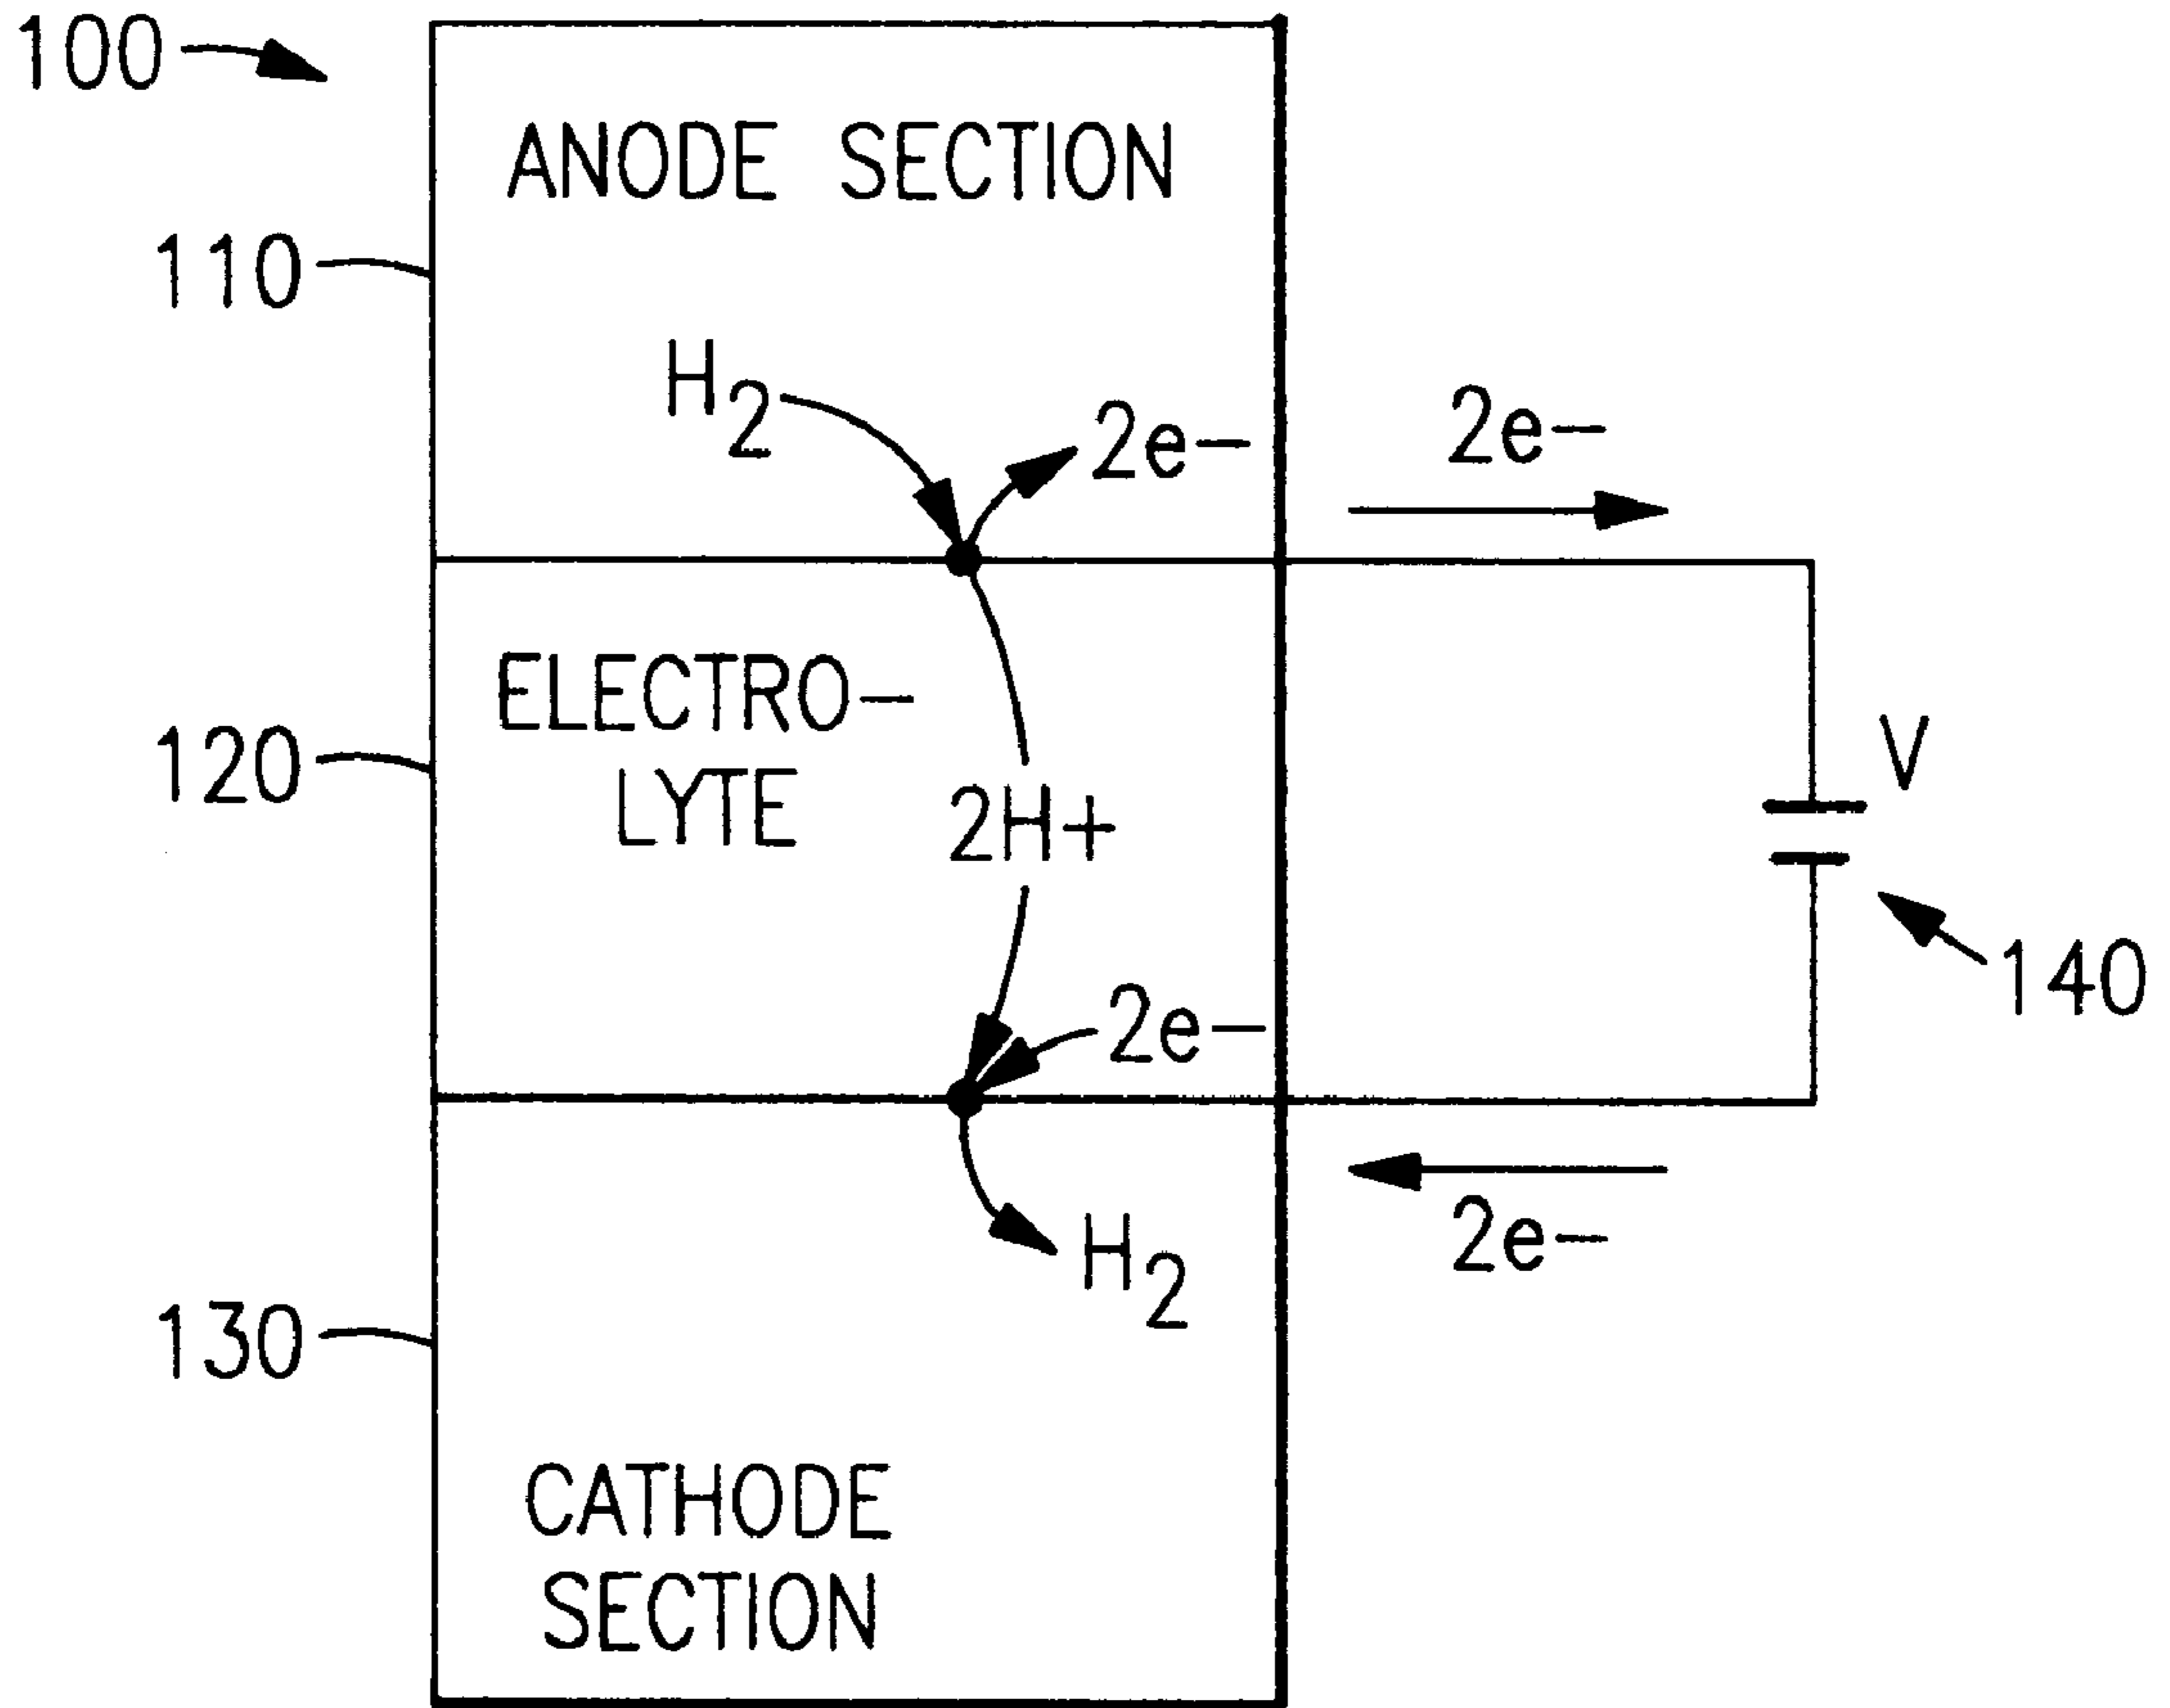 100
ANODE SECTION
110
H2
2e-
2e-
ELECTRO-
LYTE
120
V
2H+
140
2e-
2e-
H2
130
CATHODE
SECTION